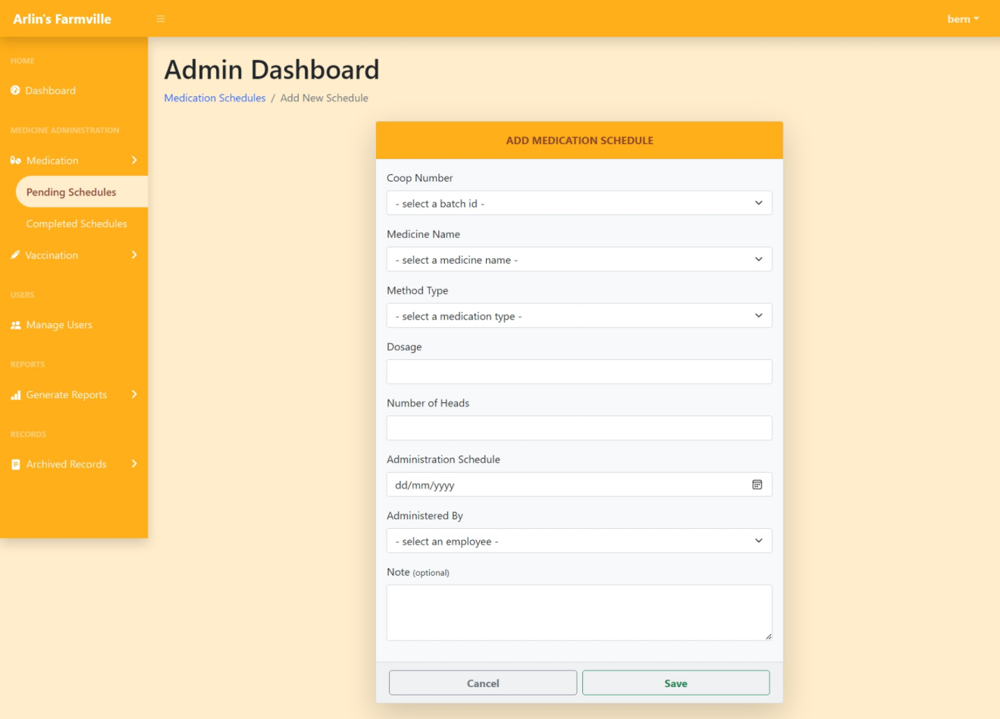 Arlin's Farmville
bern
HOME
Dashboard
MEDICINE ADMINISTRATION
Medication
Pending Schedules
Completed Schedules
Vaccination
USERS
Manage Users
REPORTS
Generate Reports
RECORDS
Archived Records
Admin Dashboard
Medication Schedules / Add New Schedule
ADD MEDICATION SCHEDULE
Coop Number
- select a batch id -
Medicine Name
- select a medicine name -
Method Type
- select a medication type -
Dosage
Number of Heads
Administration Schedule
dd/mm/yyyy
Administered By
- select an employee -
Note (optional)
Cancel
Save